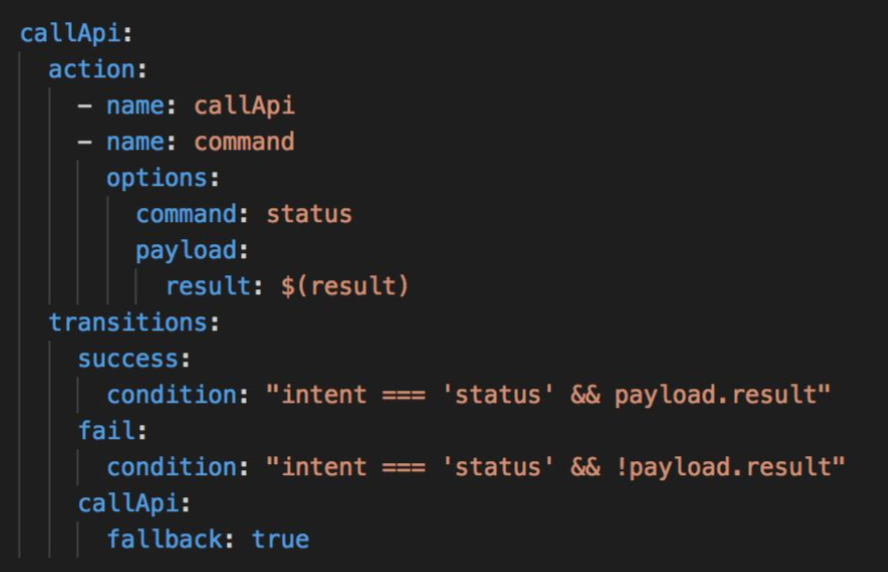 callApi:
  action:
    - name: callApi
    - name: command
      options:
        command: status
        payload:
          result: $(result)
  transitions:
    success:
      condition: "intent === 'status' && payload.result"
    fail:
      condition: "intent === 'status' && !payload.result"
    callApi:
      fallback: true